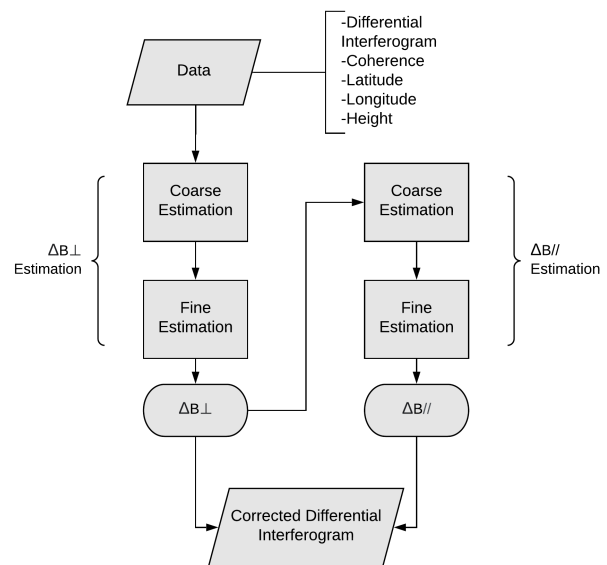 Data
-Differential
Interferogram
-Coherence
-Latitude
-Longitude
-Height
ΔB⊥
Estimation
Coarse
Estimation
Fine
Estimation
ΔB⊥
Coarse
Estimation
Fine
Estimation
ΔB//
ΔB//
Estimation
Corrected Differential
Interferogram